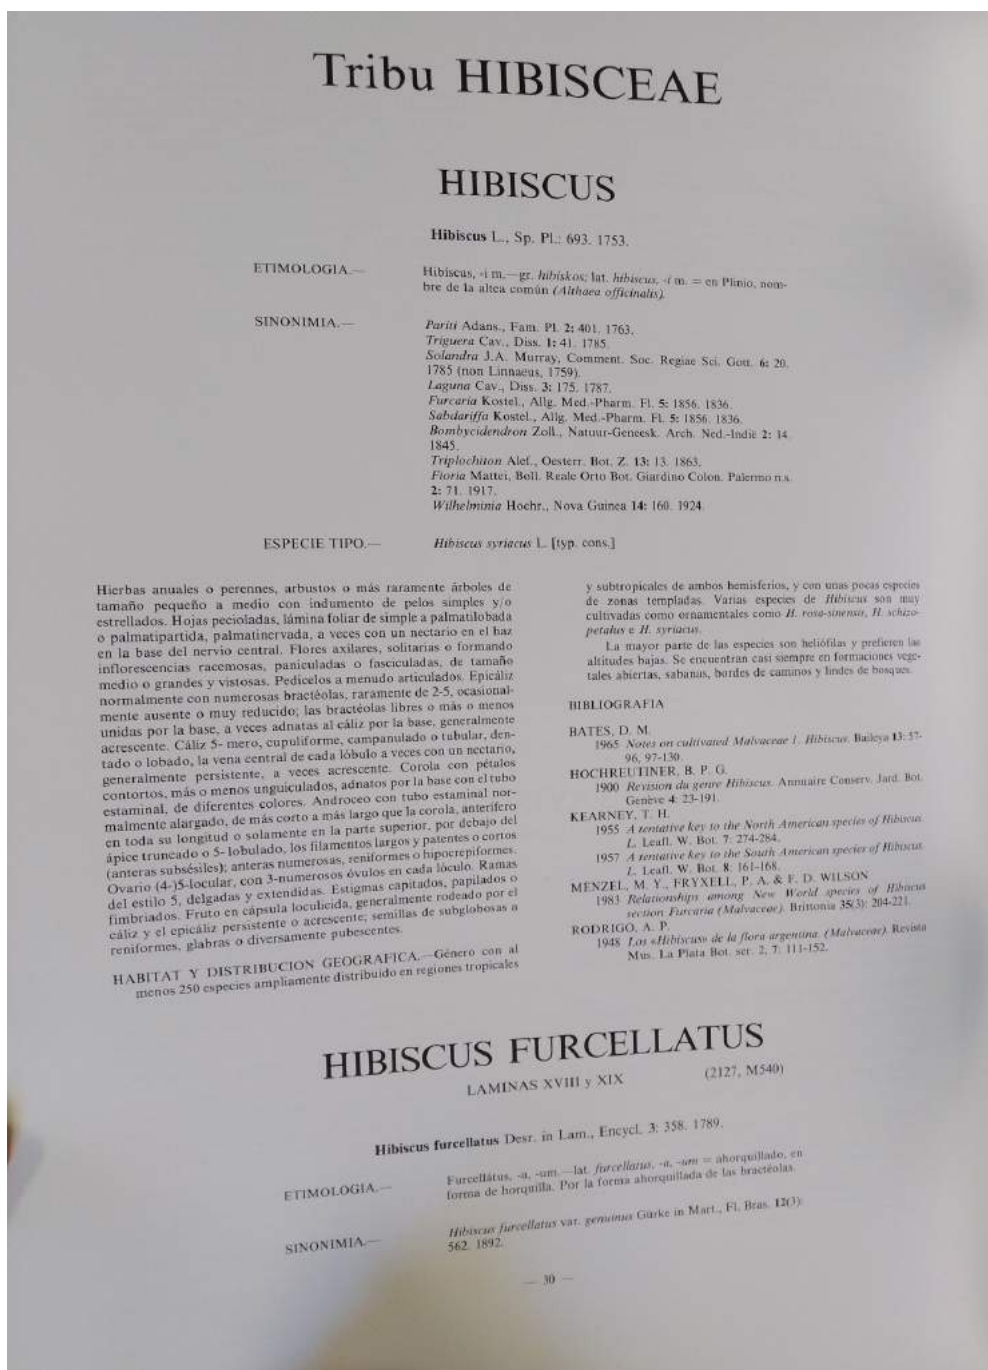 Tribu HIBISCEAE
HIBISCUS
Hibiscus L., Sp. Pl.: 693. 1753.
ETIMOLOGIA.—
Hibiscus, -i m.—gr. hibiskos; lat. hibiscus, -i m. = en Plinio, nom-
bre de la altea común (Althaea officinalis).
SINONIMIA.—
Pariti Adans., Fam. Pl. 2: 401. 1763.
Triguera Cav., Diss. 1: 41. 1785.
Solandra J.A. Murray, Comment. Soc. Regiae Sci. Gott. 6: 20.
1785 (non Linnaeus, 1759).
Laguna Cav., Diss. 3: 175. 1787.
Furcaria Kostel., Allg. Med.-Pharm. Fl. 5: 1856. 1836.
Sabdariffa Kostel., Allg. Med.-Pharm. Fl. 5: 1856. 1836.
Bombycidendron Zoll., Natuur-Geneesk. Arch. Ned.-Indië 2: 14.
1845.
Triplochiton Alef., Oesterr. Bot. Z. 13: 13. 1863.
Fioria Mattei, Boll. Reale Orto Bot. Giardino Colon. Palermo n.s.
2: 71. 1917.
Wilhelminia Hochr., Nova Guinea 14: 160. 1924.
ESPECIE TIPO.—
Hibiscus syriacus L. [typ. cons.]
Hierbas anuales o perennes, arbustos o más raramente árboles de
tamaño pequeño a medio con indumento de pelos simples y/o
estrellados. Hojas pecioladas, lámina foliar de simple a palmatilobada
o palmatipartida, palmatinervada, a veces con un nectario en el haz
en la base del nervio central. Flores axilares, solitarias o formando
inflorescencias racemosas, paniculadas o fasciculadas, de tamaño
medio o grandes y vistosas. Pedicelos a menudo articulados. Epicáliz
normalmente con numerosas bractéolas, raramente de 2-5, ocasional-
mente ausente o muy reducido; las bractéolas libres o más o menos
unidas por la base, a veces adnatas al cáliz por la base, generalmente
acrescente. Cáliz 5- mero, cupuliforme, campanulado o tubular, den-
tado o lobado, la vena central de cada lóbulo a veces con un nectario,
generalmente persistente, a veces acrescente. Corola con pétalos
contortos, más o menos unguiculados, adnatos por la base con el tubo
estaminal, de diferentes colores. Androceo con tubo estaminal nor-
malmente alargado, de más corto a más largo que la corola, anterífero
en toda su longitud o solamente en la parte superior, por debajo del
ápice truncado o 5- lobulado, los filamentos largos y patentes o cortos
(anteras subsésiles); anteras numerosas, reniformes o hipocrepiformes.
Ovario (4-)5-locular, con 3-numerosos óvulos en cada lóculo. Ramas
del estilo 5, delgadas y extendidas. Estigmas capitados, papilados o
fimbriados. Fruto en cápsula loculicida, generalmente rodeado por el
cáliz y el epicáliz persistente o acrescente; semillas de subglobosas a
reniformes, glabras o diversamente pubescentes.
HABITAT Y DISTRIBUCION GEOGRAFICA.—Género con al
menos 250 especies ampliamente distribuido en regiones tropicales
y subtropicales de ambos hemisferios, y con unas pocas especies
de zonas templadas. Varias especies de Hibiscus son muy
cultivadas como ornamentales como H. rosa-sinensis, H. schizo-
petalus e H. syriacus.
La mayor parte de las especies son heliófilas y prefieren las
altitudes bajas. Se encuentran casi siempre en formaciones vege-
tales abiertas, sabanas, bordes de caminos y lindes de bosques.
BIBLIOGRAFIA
BATES, D. M.
1965 Notes on cultivated Malvaceae I. Hibiscus. Baileya 13: 57-
96, 97-130.
HOCHREUTINER, B. P. G.
1900 Revision du genre Hibiscus. Annuaire Conserv. Jard. Bot.
Genève 4: 23-191.
KEARNEY, T. H.
1955 A tentative key to the North American species of Hibiscus
L. Leafl. W. Bot. 7: 274-284.
1957 A tentative key to the South American species of Hibiscus
L. Leafl. W. Bot. 8: 161-168.
MENZEL, M. Y., FRYXELL, P. A. & F. D. WILSON
1983 Relationships among New World species of Hibiscus
section Furcaria (Malvaceae). Brittonia 35(3): 204-221.
RODRIGO, A. P.
1948 Los «Hibiscus» de la flora argentina. (Malvaceae). Revista
Mus. La Plata Bot. ser. 2, 7: 111-152.
HIBISCUS FURCELLATUS
LAMINAS XVIII y XIX
(2127, M540)
Hibiscus furcellatus Desr. in Lam., Encycl. 3: 358. 1789.
ETIMOLOGIA.—
Furcellátus, -a, -um.—lat. furcellatus, -a, -um = ahorquillado, en
forma de horquilla. Por la forma ahorquillada de las bractéolas.
SINONIMIA.—
Hibiscus furcellatus var. genuinus Gürke in Mart., Fl. Bras. 12(3):
562. 1892.
— 30 —